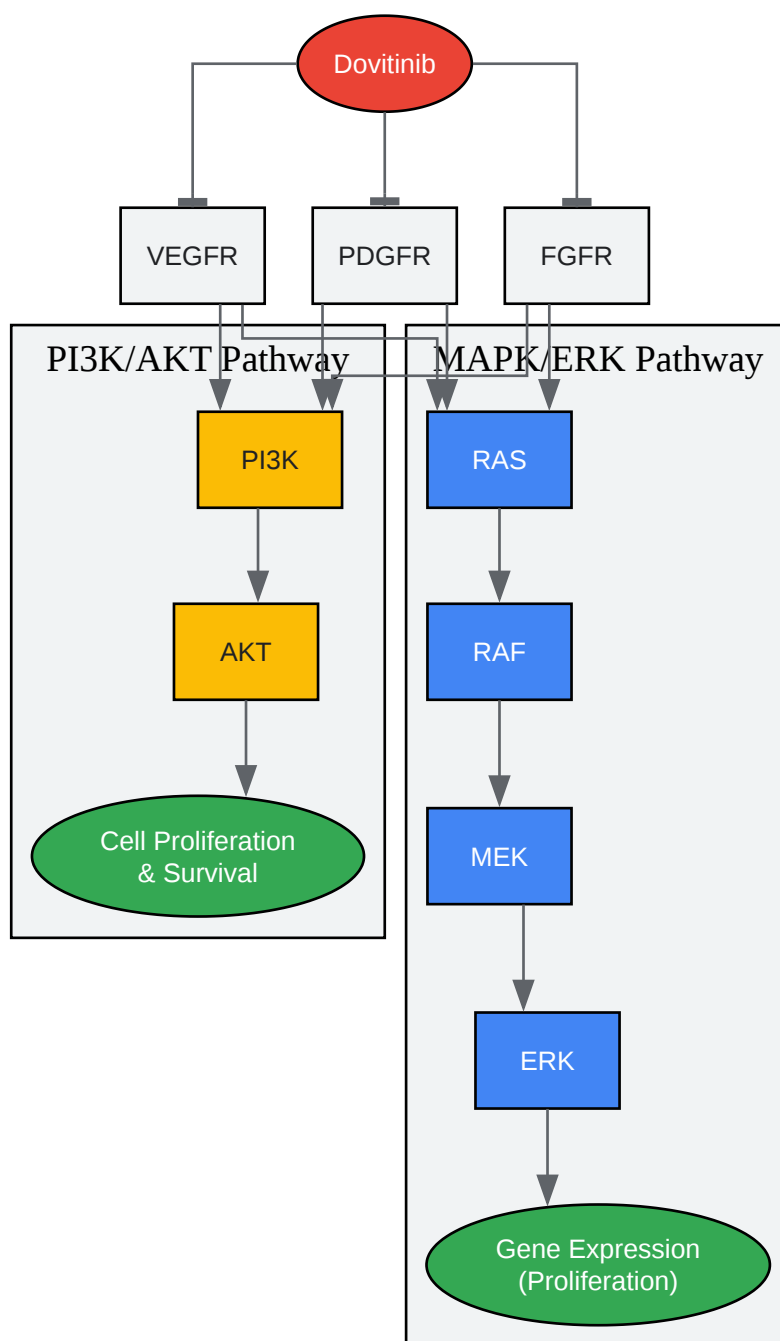 Dovitinib
VEGFR
PDGFR
FGFR
PI3K/AKT Pathway
MAPK/ERK Pathway
PI3K
RAS
AKT
RAF
Cell Proliferation
& Survival
MEK
ERK
Gene Expression
(Proliferation)